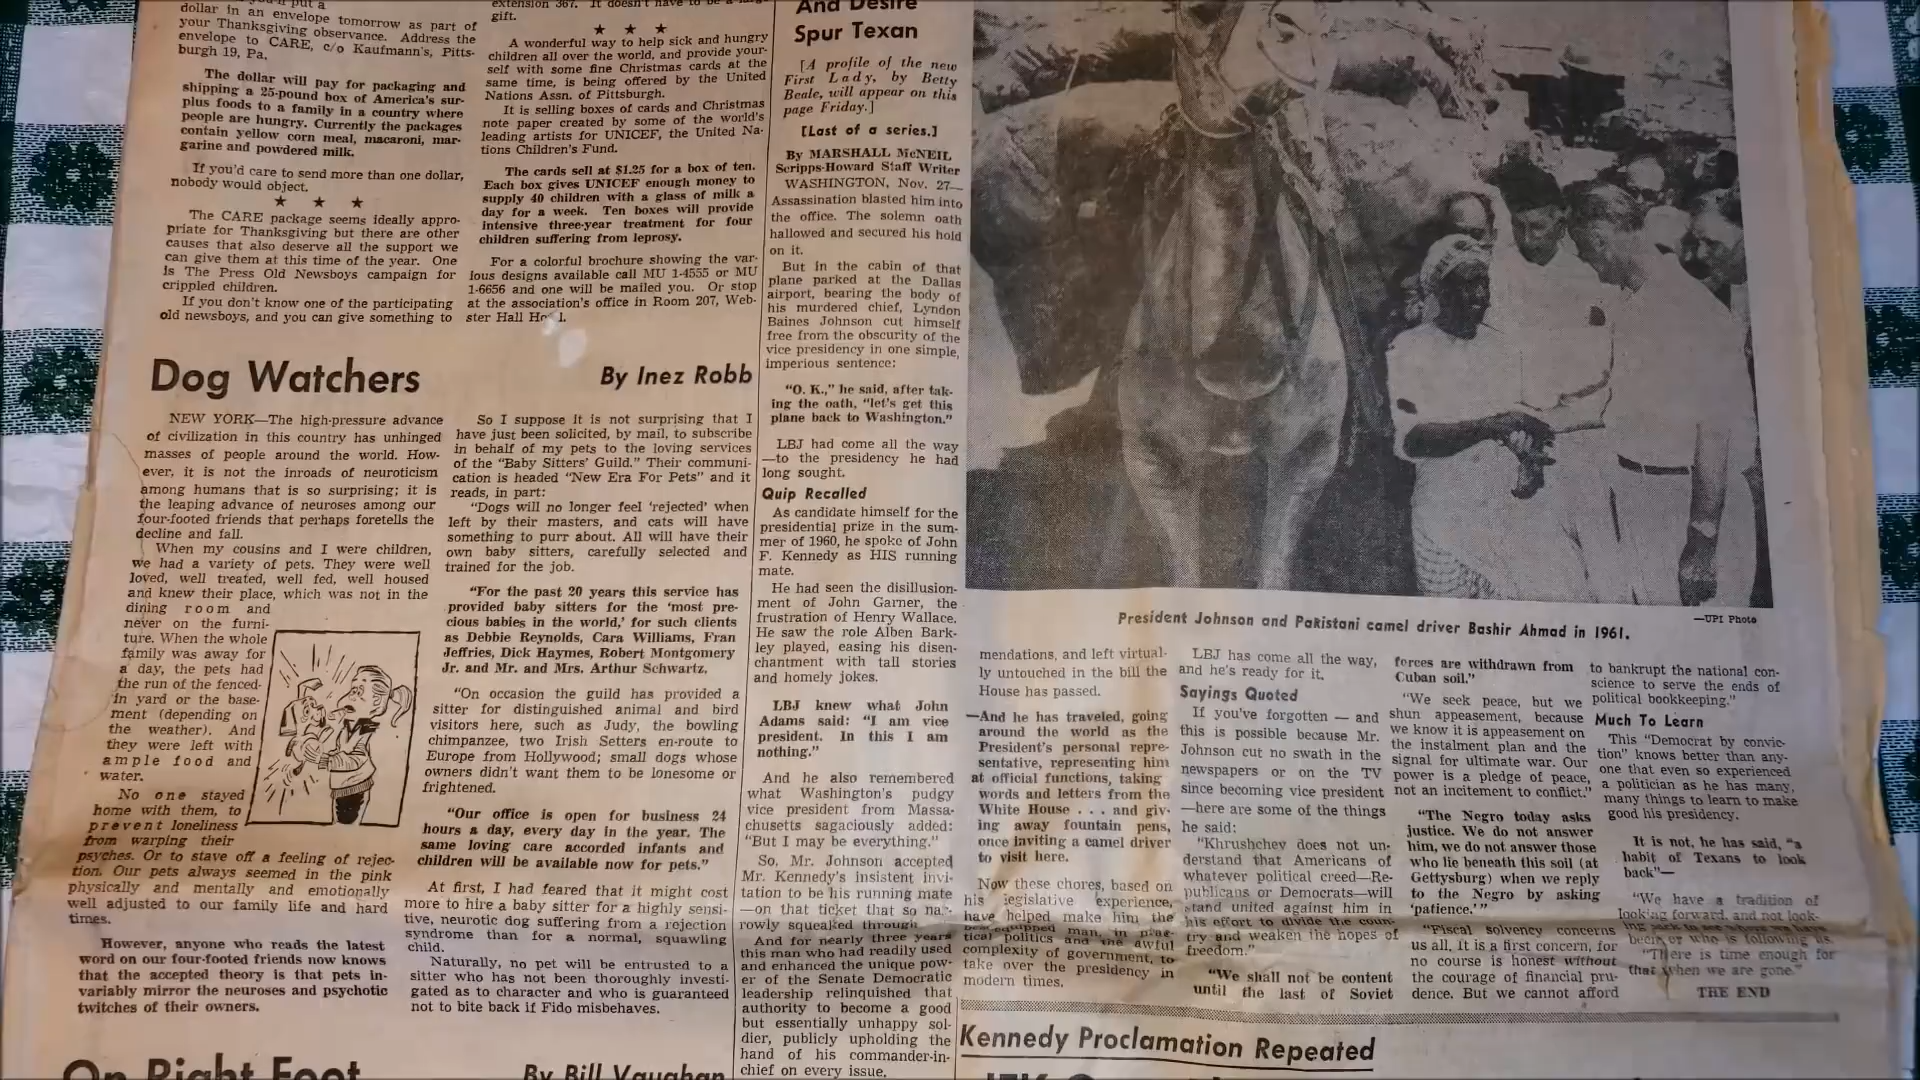 dollar in an envelope tomorrow as part of
your Thanksgiving observance. Address the
envelope to CARE, c/o Kaufmann's, Pitts-
burgh 19, Pa.
The dollar will pay for packaging and
shipping a 25-pound box of America's sur-
plus foods to a family in a country where
people are hungry. Currently the packages
contain yellow corn meal, macaroni, mar-
garine and powdered milk.
If you'd care to send more than one dollar,
nobody would object.
★ ★ ★
The CARE package seems ideally appro-
priate for Thanksgiving but there are other
causes that also deserve all the support we
can give them at this time of the year. One
is The Press Old Newsboys campaign for
crippled children.
If you don't know one of the participating
old newsboys, and you can give something to
extension 367. It doesn't have to be a large
gift.
★ ★ ★
A wonderful way to help sick and hungry
children all over the world, and provide your-
self with some fine Christmas cards at the
same time, is being offered by the United
Nations Assn. of Pittsburgh.
It is selling boxes of cards and Christmas
note paper created by some of the world's
leading artists for UNICEF, the United Na-
tions Children's Fund.
The cards sell at $1.25 for a box of ten.
Each box gives UNICEF enough money to
supply 40 children with a glass of milk a
day for a week. Ten boxes will provide
intensive three-year treatment for four
children suffering from leprosy.
For a colorful brochure showing the var-
ious designs available call MU 1-4555 or MU
1-6656 and one will be mailed you. Or stop
at the association's office in Room 207, Web-
ster Hall
Dog Watchers
By Inez Robb
NEW YORK—The high-pressure advance
of civilization in this country has unhinged
masses of people around the world. How-
ever, it is not the inroads of neuroticism
among humans that is so surprising; it is
the leaping advance of neuroses among our
four-footed friends that perhaps foretells the
decline and fall.
When my cousins and I were children,
we had a variety of pets. They were well
loved, well treated, well fed, well housed
and knew their place, which was not in the
dining room and
never on the furni-
ture. When the whole
family was away for
a day, the pets had
the run of the fenced-
in yard or the base-
ment (depending on
the weather). And
they were left with
ample food and
water.
No one stayed
home with them, to
prevent loneliness
from warping their
psyches. Or to stave off a feeling of rejec-
tion. Our pets always seemed in the pink
physically and mentally and emotionally
well adjusted to our family life and hard
times.
However, anyone who reads the latest
word on our four-footed friends now knows
that the accepted theory is that pets in-
variably mirror the neuroses and psychotic
twitches of their owners.
So I suppose it is not surprising that I
have just been solicited, by mail, to subscribe
in behalf of my pets to the loving services
of the "Baby Sitters' Guild." Their communi-
cation is headed "New Era For Pets" and it
reads, in part:
"Dogs will no longer feel 'rejected' when
left by their masters, and cats will have
something to purr about. All will have their
own baby sitters, carefully selected and
trained for the job.
"For the past 20 years this service has
provided baby sitters for the 'most pre-
cious babies in the world,' for such clients
as Debbie Reynolds, Cara Williams, Fran
Jeffries, Dick Haymes, Robert Montgomery
Jr. and Mr. and Mrs. Arthur Schwartz.
"On occasion the guild has provided a
sitter for distinguished animal and bird
visitors here, such as Judy, the bowling
chimpanzee, two Irish Setters en-route to
Europe from Hollywood; small dogs whose
owners didn't want them to be lonesome or
frightened.
"Our office is open for business 24
hours a day, every day in the year. The
same loving care accorded infants and
children will be available now for pets."
At first, I had feared that it might cost
more to hire a baby sitter for a highly sensi-
tive, neurotic dog suffering from a rejection
syndrome than for a normal, squawling
child.
Naturally, no pet will be entrusted to a
sitter who has not been thoroughly investi-
gated as to character and who is guaranteed
not to bite back if Fido misbehaves.
On Right Foot
By Bill Vaughan
And Desire
Spur Texan
[A profile of the new
First Lady, by Betty
Beale, will appear on this
page Friday.]
[Last of a series.]
By MARSHALL McNEIL
Scripps-Howard Staff Writer
WASHINGTON, Nov. 27—
Assassination blasted him into
the office. The solemn oath
hallowed and secured his hold
on it.
But in the cabin of that
plane parked at the Dallas
airport, bearing the body of
his murdered chief, Lyndon
Baines Johnson cut himself
free from the obscurity of the
vice presidency in one simple,
imperious sentence:
"O. K.," he said, after tak-
ing the oath, "let's get this
plane back to Washington."
LBJ had come all the way
—to the presidency he had
long sought.
Quip Recalled
As candidate himself for the
presidential prize in the sum-
mer of 1960, he spoke of John
F. Kennedy as HIS running
mate.
He had seen the disillusion-
ment of John Garner, the
frustration of Henry Wallace.
He saw the role Alben Bark-
ley played, easing his disen-
chantment with tall stories
and homely jokes.
LBJ knew what John
Adams said: "I am vice
president. In this I am
nothing."
And he also remembered
what Washington's pudgy
vice president from Massa-
chusetts sagaciously added:
"But I may be everything."
So, Mr. Johnson accepted
Mr. Kennedy's insistent invi-
tation to be his running mate
—on that ticket that so nar-
rowly squeaked through.
And for nearly three years
this man who had readily used
and enhanced the unique pow-
er of the Senate Democratic
leadership relinquished that
authority to become a good
but essentially unhappy sol-
dier, publicly upholding the
hand of his commander-in-
chief on every issue.
—UPI Photo
President Johnson and Pakistani camel driver Bashir Ahmad in 1961.
mendations, and left virtual-
ly untouched in the bill the
House has passed.
—And he has traveled, going
around the world as the
President's personal repre-
sentative, representing him
at official functions, taking
words and letters from the
White House . . . and giv-
ing away fountain pens,
once inviting a camel driver
to visit here.
Now these chores, based on
his legislative experience,
have helped make him the
best equipped man, in prac-
tical politics and the awful
complexity of government, to
take over the presidency in
modern times.
LBJ has come all the way,
and he's ready for it.
Sayings Quoted
If you've forgotten — and
this is possible because Mr.
Johnson cut no swath in the
newspapers or on the TV
since becoming vice president
—here are some of the things
he said:
"Khrushchev does not un-
derstand that Americans of
whatever political creed—Re-
publicans or Democrats—will
stand united against him in
his effort to divide the coun-
try and weaken the hopes of
freedom."
"We shall not be content
until the last of Soviet
forces are withdrawn from
Cuban soil."
"We seek peace, but we
shun appeasement, because
we know it is appeasement on
the instalment plan and the
signal for ultimate war. Our
power is a pledge of peace,
not an incitement to conflict."
"The Negro today asks
justice. We do not answer
him, we do not answer those
who lie beneath this soil (at
Gettysburg) when we reply
to the Negro by asking
'patience.'"
"Fiscal solvency concerns
us all. It is a first concern, for
no course is honest without
the courage of financial pru-
dence. But we cannot afford
to bankrupt the national con-
science to serve the ends of
political bookkeeping."
Much To Learn
This "Democrat by convic-
tion" knows better than any-
one that even so experienced
a politician as he has many,
many things to learn to make
good his presidency.
It is not, he has said, "a
habit of Texans to look
back"—
"We have a tradition of
looking forward, and not look-
ing back to see where we have
been, or who is following us.
"There is time enough for
that when we are gone."
THE END
Kennedy Proclamation Repeated